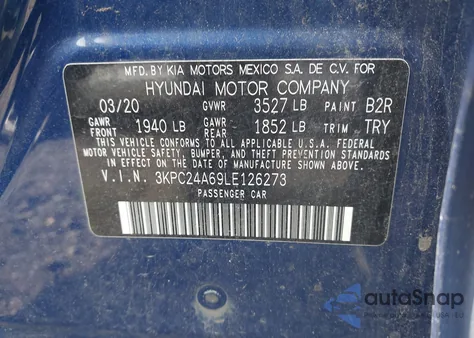 MFD. BY KIA MOTORS MEXICO S.A. DE C.V. FOR
HYUNDAI MOTOR COMPANY
03/20 GVWR 3527 LB PAINT B2R
GAWR FRONT 1940 LB GAWR REAR 1852 LB TRIM TRY
THIS VEHICLE CONFORMS TO ALL APPLICABLE U.S. FEDERAL
MOTOR VEHICLE SAFETY, BUMPER, AND THEFT PREVENTION
STANDARDS IN EFFECT ON THE DATE OF MANUFACTURE SHOWN ABOVE.
V.I.N. 3KPC24A69LE126273
PASSENGER CAR
autoSnap